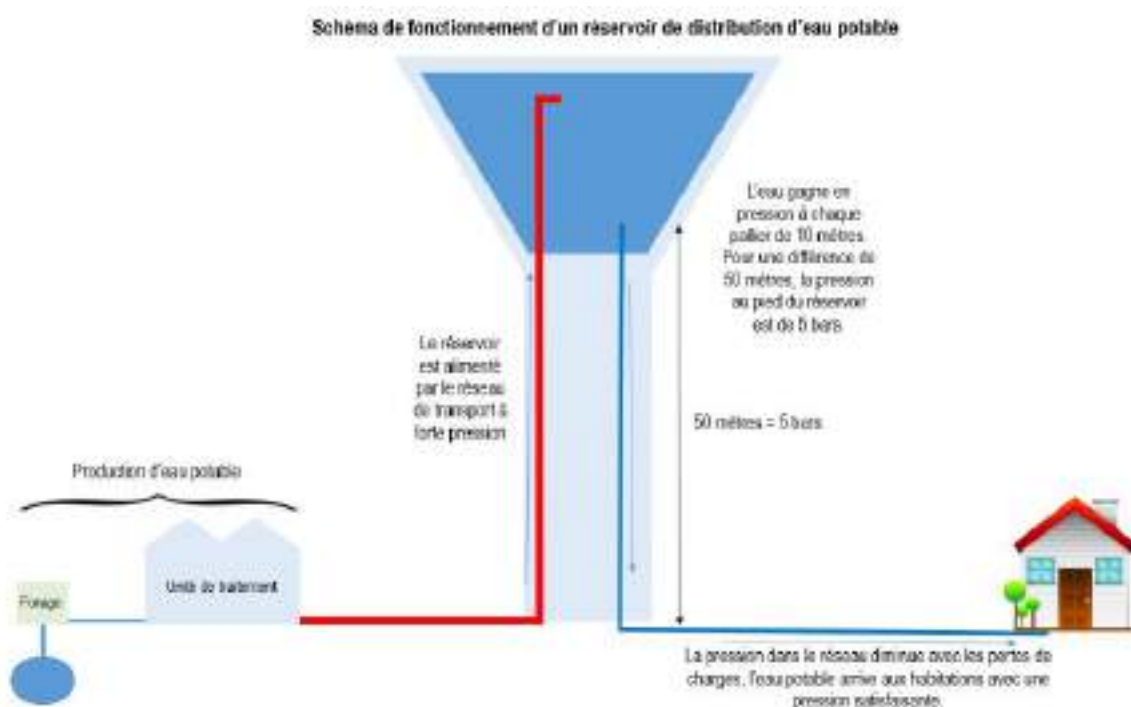 Schéma de fonctionnement d'un réservoir de distribution d'eau potable
L'eau gagne en
pression à chaque
pallier de 10 mètres.
Pour une différence de
50 mètres, la pression
au pied du réservoir
est de 5 bars
Le réservoir
est alimenté
par le réseau
de transport à
forte pression
50 mètres = 5 bars
Production d'eau potable
Unité de traitement
Forage
La pression dans le réseau diminue avec les pertes de
charges, l'eau potable arrive aux habitations avec une
pression satisfaisante.